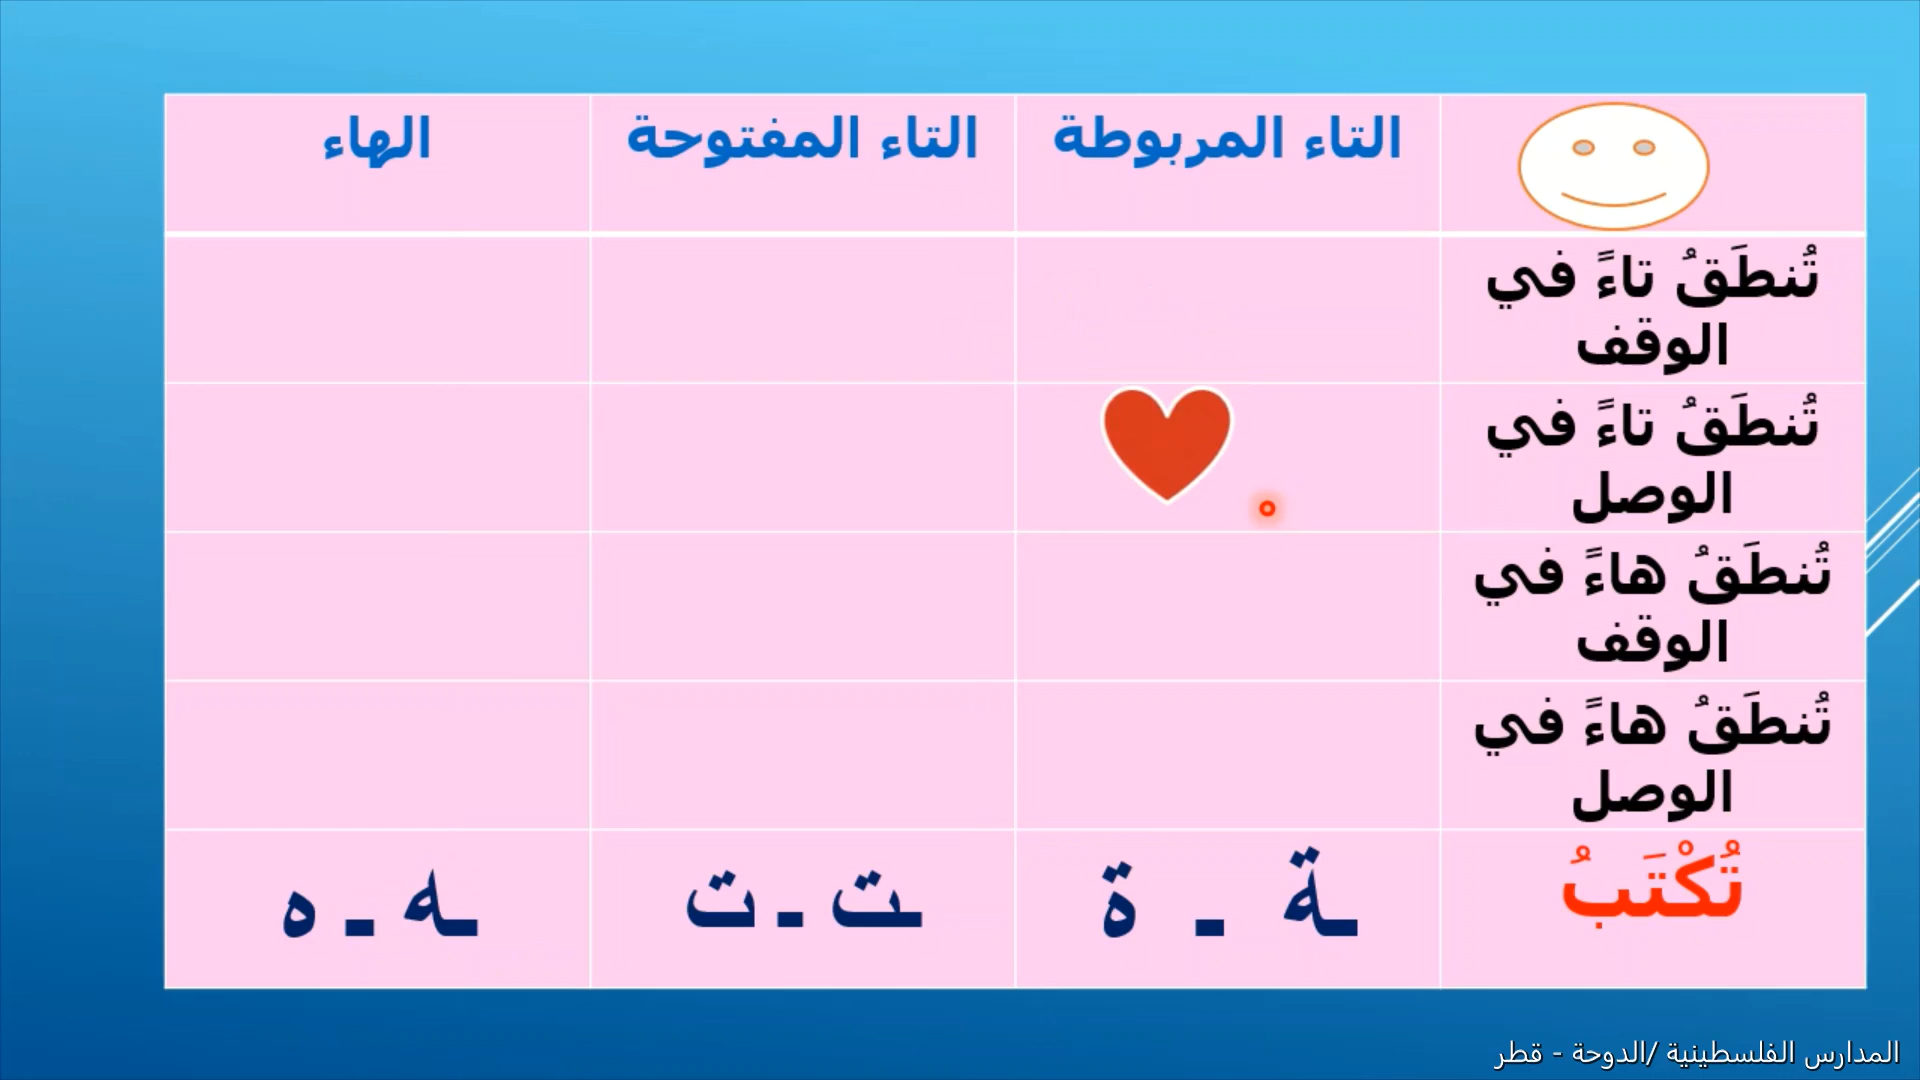 التاء المربوطة التاء المفتوحة الهاء
تُنطَقُ تاءً في
الوقف
تُنطَقُ تاءً في
الوصل
تُنطَقُ هاءً في
الوقف
تُنطَقُ هاءً في
الوصل
تُكْتَبُ ـة - ة ـت - ت ـه - ه
المدارس الفلسطينية /الدوحة - قطر